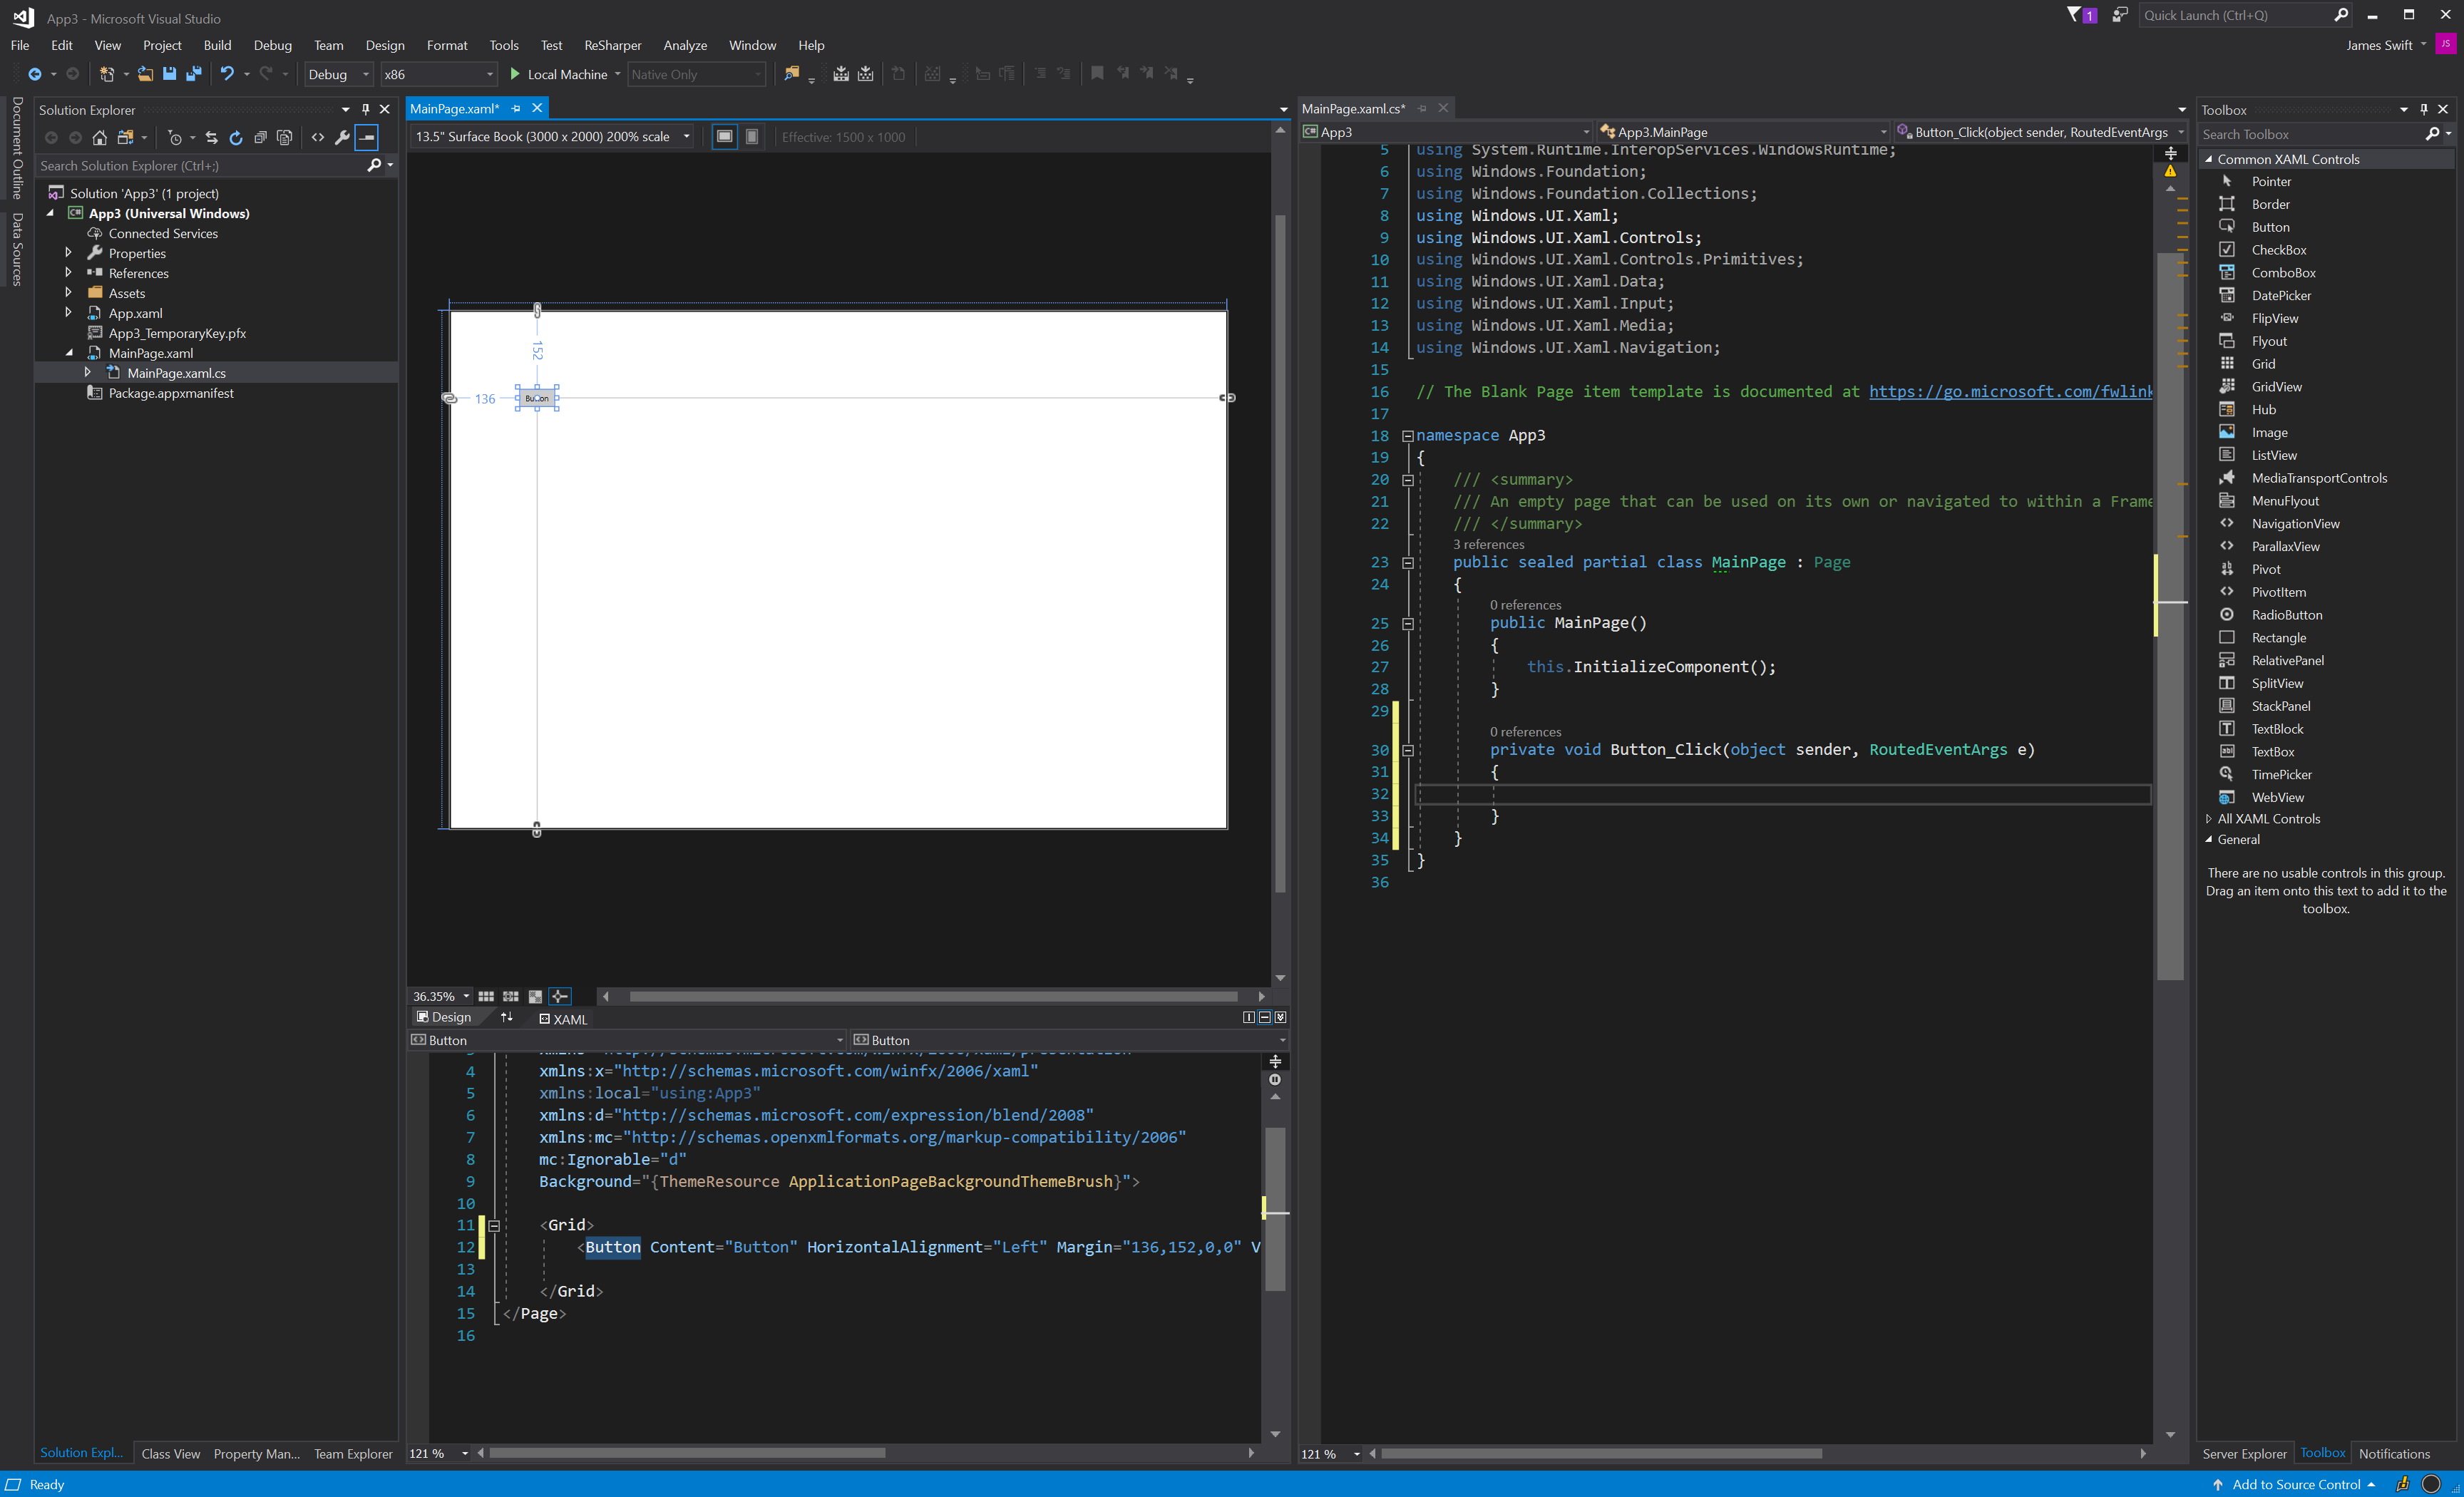 App3 - Microsoft Visual Studio
1
Quick Launch (Ctrl+Q)
File Edit View Project Build Debug Team Design Format Tools Test ReSharper Analyze Window Help
James Swift
JS
Debug
x86
Local Machine
Native Only
Document Outline
Data Sources
Solution Explorer
Search Solution Explorer (Ctrl+;)
Solution 'App3' (1 project)
App3 (Universal Windows)
Connected Services
Properties
References
Assets
App.xaml
App3_TemporaryKey.pfx
MainPage.xaml
MainPage.xaml.cs
Package.appxmanifest
Solution Expl...
Class View
Property Man...
Team Explorer
MainPage.xaml*
13.5" Surface Book (3000 x 2000) 200% scale
Effective: 1500 x 1000
152
136
Button
36.35%
Design
XAML
Button
Button
4 xmlns:x="http://schemas.microsoft.com/winfx/2006/xaml"
5 xmlns:local="using:App3"
6 xmlns:d="http://schemas.microsoft.com/expression/blend/2008"
7 xmlns:mc="http://schemas.openxmlformats.org/markup-compatibility/2006"
8 mc:Ignorable="d"
9 Background="{ThemeResource ApplicationPageBackgroundThemeBrush}">
10
11 <Grid>
12 <Button Content="Button" HorizontalAlignment="Left" Margin="136,152,0,0" V
13
14 </Grid>
15 </Page>
16
121 %
MainPage.xaml.cs*
App3
App3.MainPage
Button_Click(object sender, RoutedEventArgs
5 using System.Runtime.InteropServices.WindowsRuntime;
6 using Windows.Foundation;
7 using Windows.Foundation.Collections;
8 using Windows.UI.Xaml;
9 using Windows.UI.Xaml.Controls;
10 using Windows.UI.Xaml.Controls.Primitives;
11 using Windows.UI.Xaml.Data;
12 using Windows.UI.Xaml.Input;
13 using Windows.UI.Xaml.Media;
14 using Windows.UI.Xaml.Navigation;
15
16 // The Blank Page item template is documented at https://go.microsoft.com/fwlink
17
18 namespace App3
19 {
20 /// <summary>
21 /// An empty page that can be used on its own or navigated to within a Frame
22 /// </summary>
3 references
23 public sealed partial class MainPage : Page
24 {
0 references
25 public MainPage()
26 {
27 this.InitializeComponent();
28 }
29
0 references
30 private void Button_Click(object sender, RoutedEventArgs e)
31 {
32
33 }
34 }
35 }
36
121 %
Toolbox
Search Toolbox
Common XAML Controls
Pointer
Border
Button
CheckBox
ComboBox
DatePicker
FlipView
Flyout
Grid
GridView
Hub
Image
ListView
MediaTransportControls
MenuFlyout
NavigationView
ParallaxView
Pivot
PivotItem
RadioButton
Rectangle
RelativePanel
SplitView
StackPanel
TextBlock
TextBox
TimePicker
WebView
All XAML Controls
General
There are no usable controls in this group.
Drag an item onto this text to add it to the
toolbox.
Server Explorer
Toolbox
Notifications
Ready
Add to Source Control